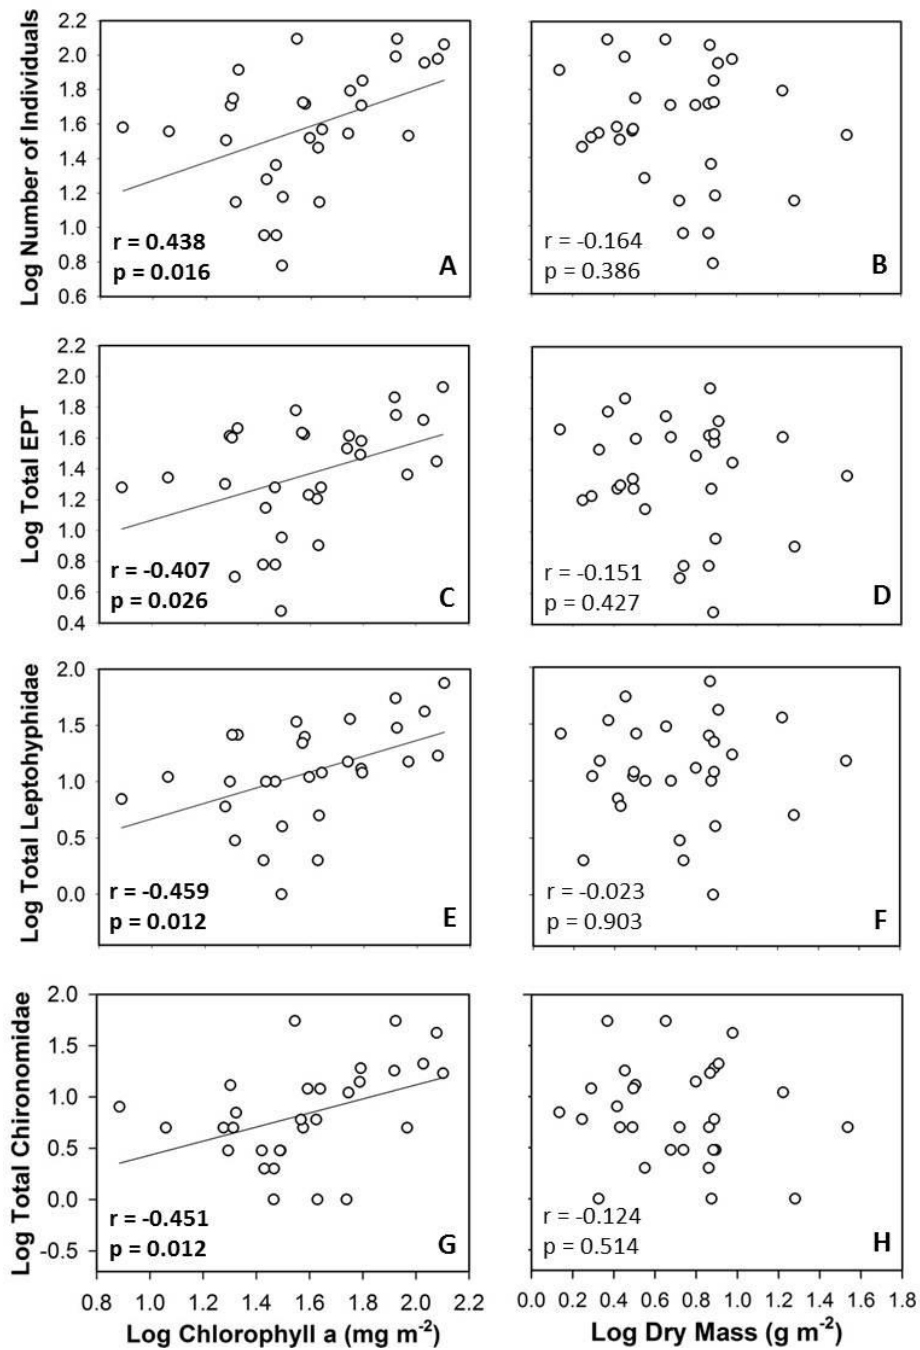 Log Number of Individuals
2.2
2.0
1.8
1.6
1.4
1.2
1.0
0.8
0.6
r = 0.438
p = 0.016
A
r = -0.164
p = 0.386
B
Log Total EPT
2.2
2.0
1.8
1.6
1.4
1.2
1.0
0.8
0.6
0.4
r = -0.407
p = 0.026
C
r = -0.151
p = 0.427
D
Log Total Leptohyphidae
2.0
1.5
1.0
0.5
0.0
r = -0.459
p = 0.012
E
r = -0.023
p = 0.903
F
Log Total Chironomidae
2.0
1.5
1.0
0.5
0.0
-0.5
r = -0.451
p = 0.012
G
r = -0.124
p = 0.514
H
0.8 1.0 1.2 1.4 1.6 1.8 2.0 2.2
0.0 0.2 0.4 0.6 0.8 1.0 1.2 1.4 1.6 1.8
Log Chlorophyll a (mg m⁻²)
Log Dry Mass (g m⁻²)